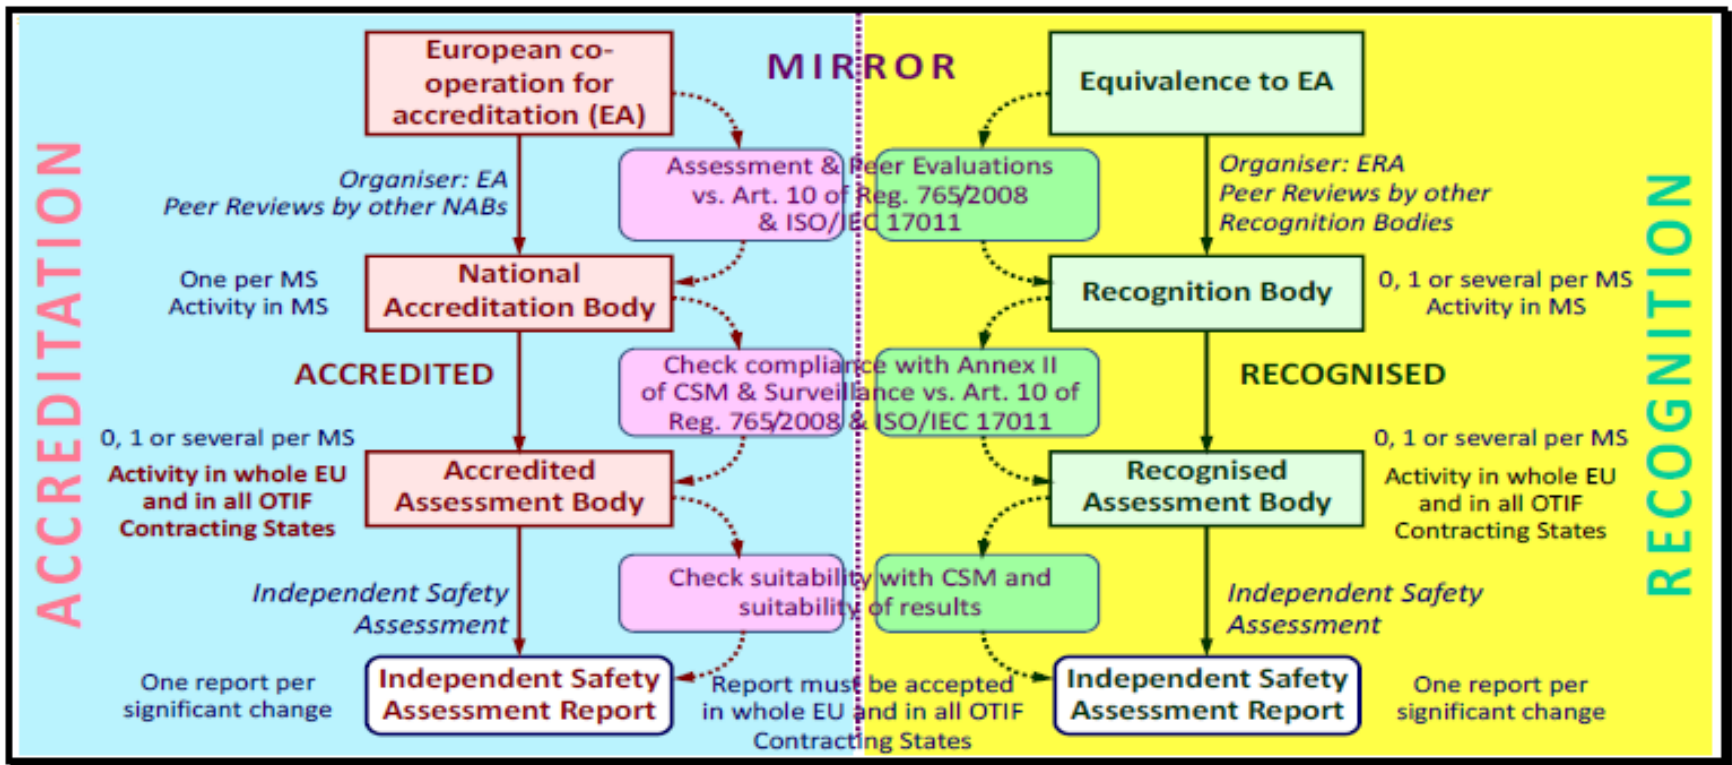 MIRROR
ACCREDITATION
European co-
operation for
accreditation (EA)
Equivalence to EA
Organiser: EA
Peer Reviews by other NABs
Assessment & Peer Evaluations
vs. Art. 10 of Reg. 765/2008
& ISO/IEC 17011
Organiser: ERA
Peer Reviews by other
Recognition Bodies
One per MS
Activity in MS
National
Accreditation Body
Recognition Body
0, 1 or several per MS
Activity in MS
ACCREDITED
Check compliance with Annex II
of CSM & Surveillance vs. Art. 10 of
Reg. 765/2008 & ISO/IEC 17011
RECOGNISED
0, 1 or several per MS
Activity in whole EU
and in all OTIF
Contracting States
Accredited
Assessment Body
Recognised
Assessment Body
0, 1 or several per MS
Activity in whole EU
and in all OTIF
Contracting States
Independent Safety
Assessment
Check suitability with CSM and
suitability of results
Independent Safety
Assessment
One report per
significant change
Independent Safety
Assessment Report
Report must be accepted
in whole EU and in all OTIF
Contracting States
Independent Safety
Assessment Report
One report per
significant change
RECOGNITION